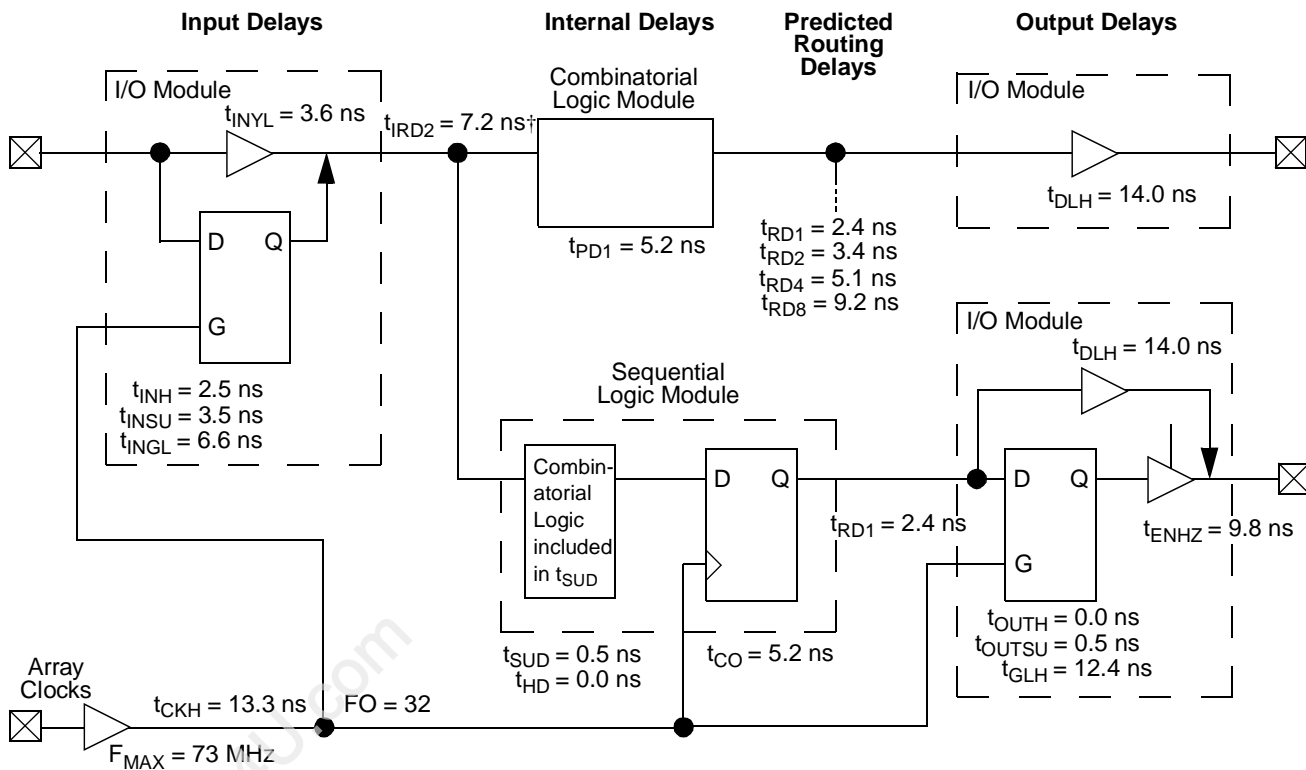 Input Delays
Internal Delays
Predicted
Routing
Delays
Output Delays
I/O Module
tINYL = 3.6 ns
tIRD2 = 7.2 ns†
Combinatorial
Logic Module
I/O Module
tDLH = 14.0 ns
D Q
G
tPD1 = 5.2 ns
tRD1 = 2.4 ns
tRD2 = 3.4 ns
tRD4 = 5.1 ns
tRD8 = 9.2 ns
tINH = 2.5 ns
tINSU = 3.5 ns
tINGL = 6.6 ns
Sequential
Logic Module
I/O Module
tDLH = 14.0 ns
Combin-
atorial
Logic
included
in tSUD
D Q
tRD1 = 2.4 ns
D Q
G
tENHZ = 9.8 ns
tSUD = 0.5 ns
tHD = 0.0 ns
tCO = 5.2 ns
tOUTH = 0.0 ns
tOUTSU = 0.5 ns
tGLH = 12.4 ns
Array
Clocks
tCKH = 13.3 ns
FO = 32
FMAX = 73 MHz
U.com